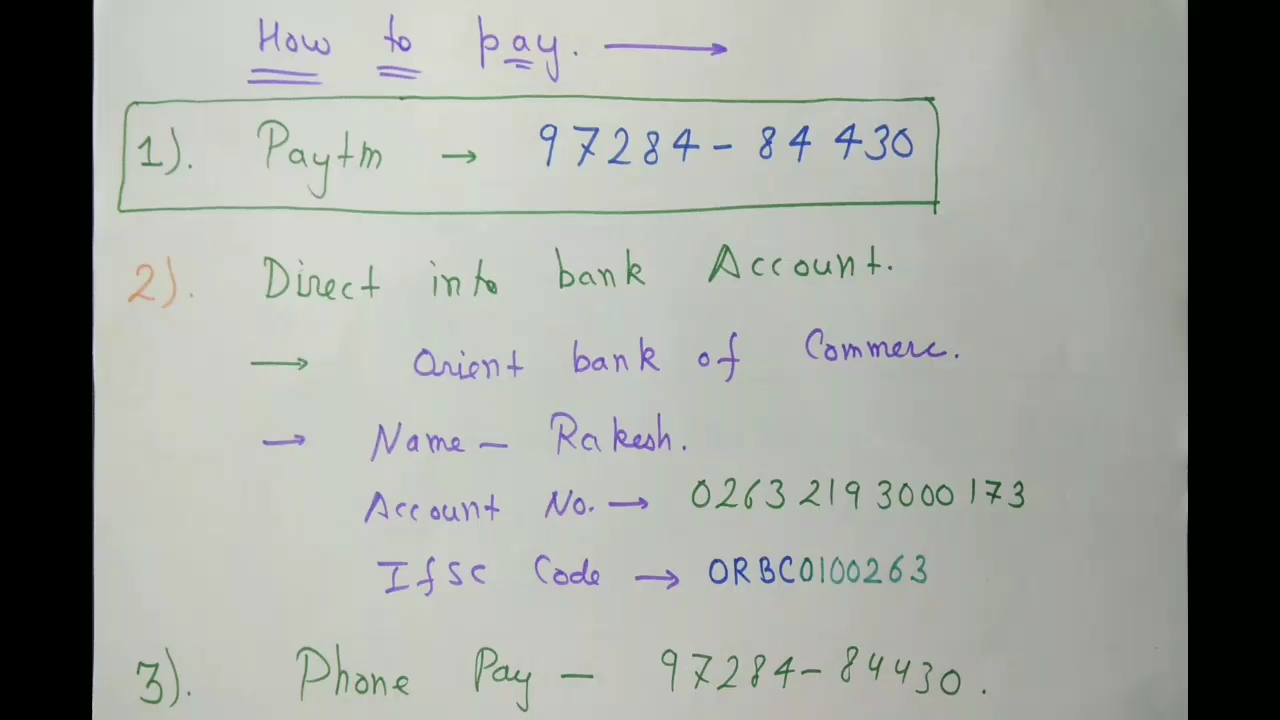 How to pay. →
1). Paytm → 97284-84430
2). Direct into bank Account.
→ Orient bank of Commerc.
→ Name - Rakesh.
Account No. → 02632193000173
IfSC Code → ORBC0100263
3). Phone Pay - 97284-84430.